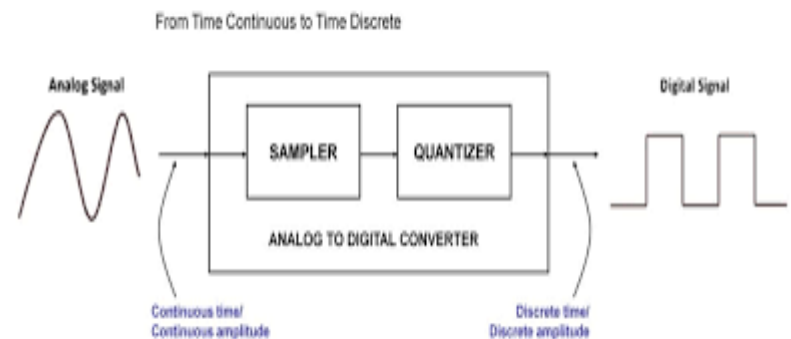 From Time Continuous to Time Discrete
Analog Signal
Digital Signal
SAMPLER
QUANTIZER
ANALOG TO DIGITAL CONVERTER
Continuous time/
Continuous amplitude
Discrete time/
Discrete amplitude